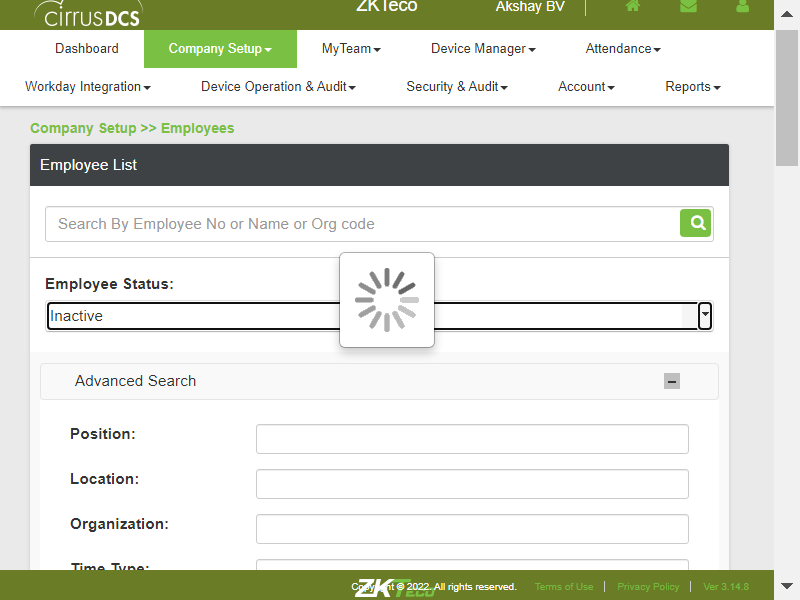 cirrusDCS
ZKTeco
Akshay BV
Dashboard
Company Setup
MyTeam
Device Manager
Attendance
Workday Integration
Device Operation & Audit
Security & Audit
Account
Reports
Company Setup >> Employees
Employee List
Search By Employee No or Name or Org code
Employee Status:
Inactive
Advanced Search
Position:
Location:
Organization:
Time Type:
ZKTeco
Copyright © 2022. All rights reserved.
Terms of Use
Privacy Policy
Ver 3.14.8